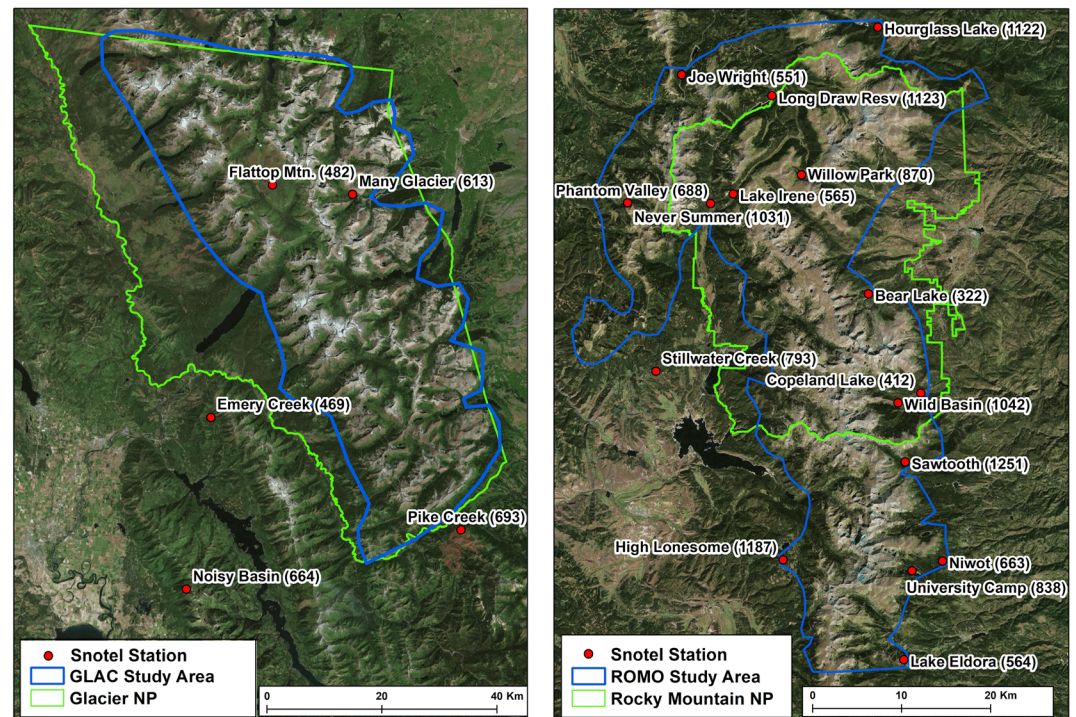 Flattop Mtn. (482)
Many Glacier (613)
Emery Creek (469)
Pike Creek (693)
Noisy Basin (664)
Snotel Station
GLAC Study Area
Glacier NP
0 20 40 Km
Hourglass Lake (1122)
Joe Wright (551)
Long Draw Resv (1123)
Willow Park (870)
Phantom Valley (688)
Lake Irene (565)
Never Summer (1031)
Bear Lake (322)
Stillwater Creek (793)
Copeland Lake (412)
Wild Basin (1042)
Sawtooth (1251)
High Lonesome (1187)
Niwot (663)
University Camp (838)
Lake Eldora (564)
Snotel Station
ROMO Study Area
Rocky Mountain NP
0 10 20 Km